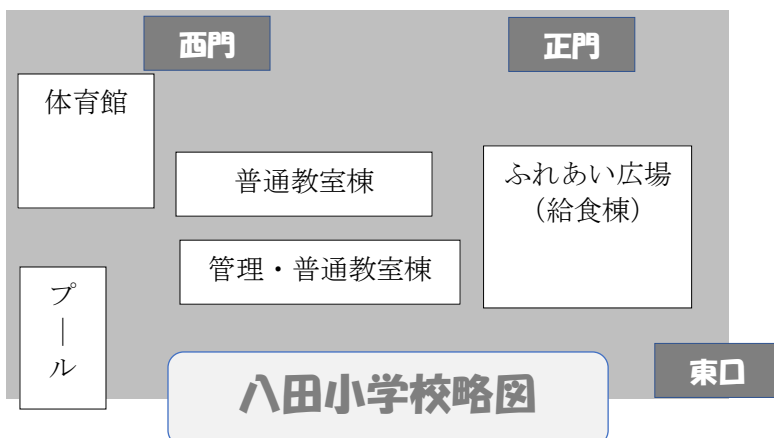 西門
正門
体育館
普通教室棟
ふれあい広場
（給食棟）
管理・普通教室棟
プール
八田小学校略図
東口